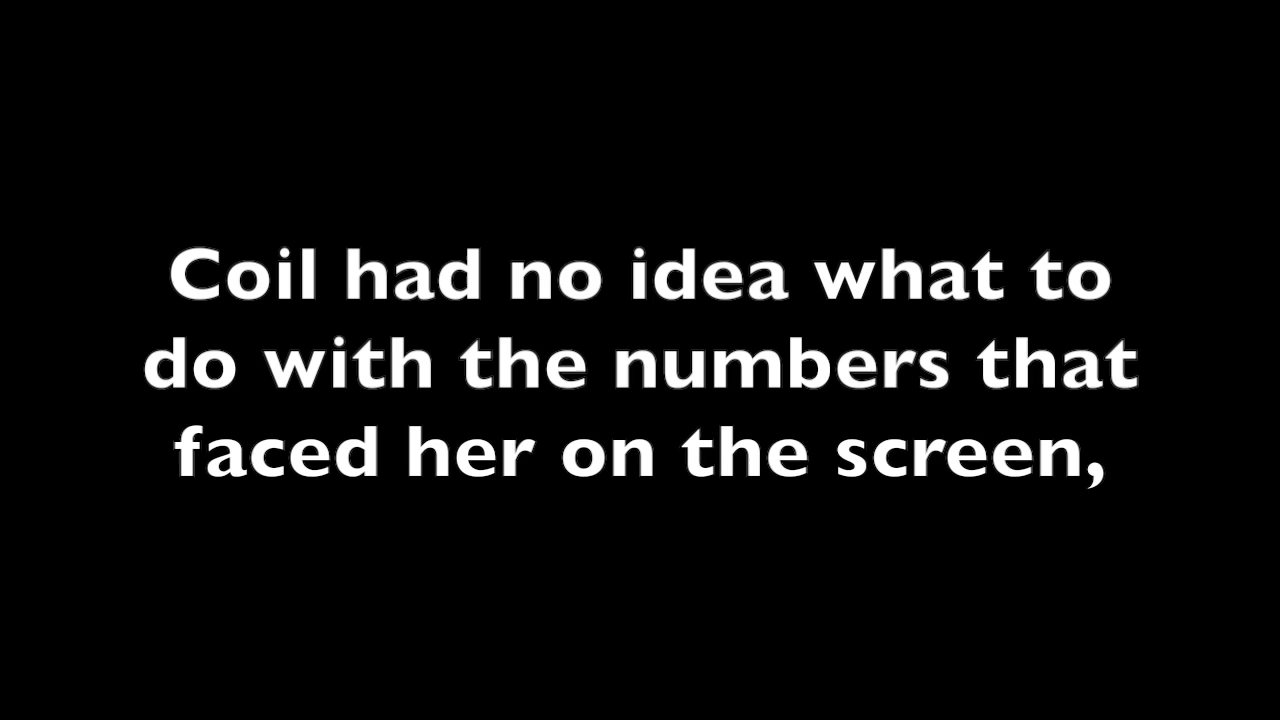 Coil had no idea what to
do with the numbers that
faced her on the screen,